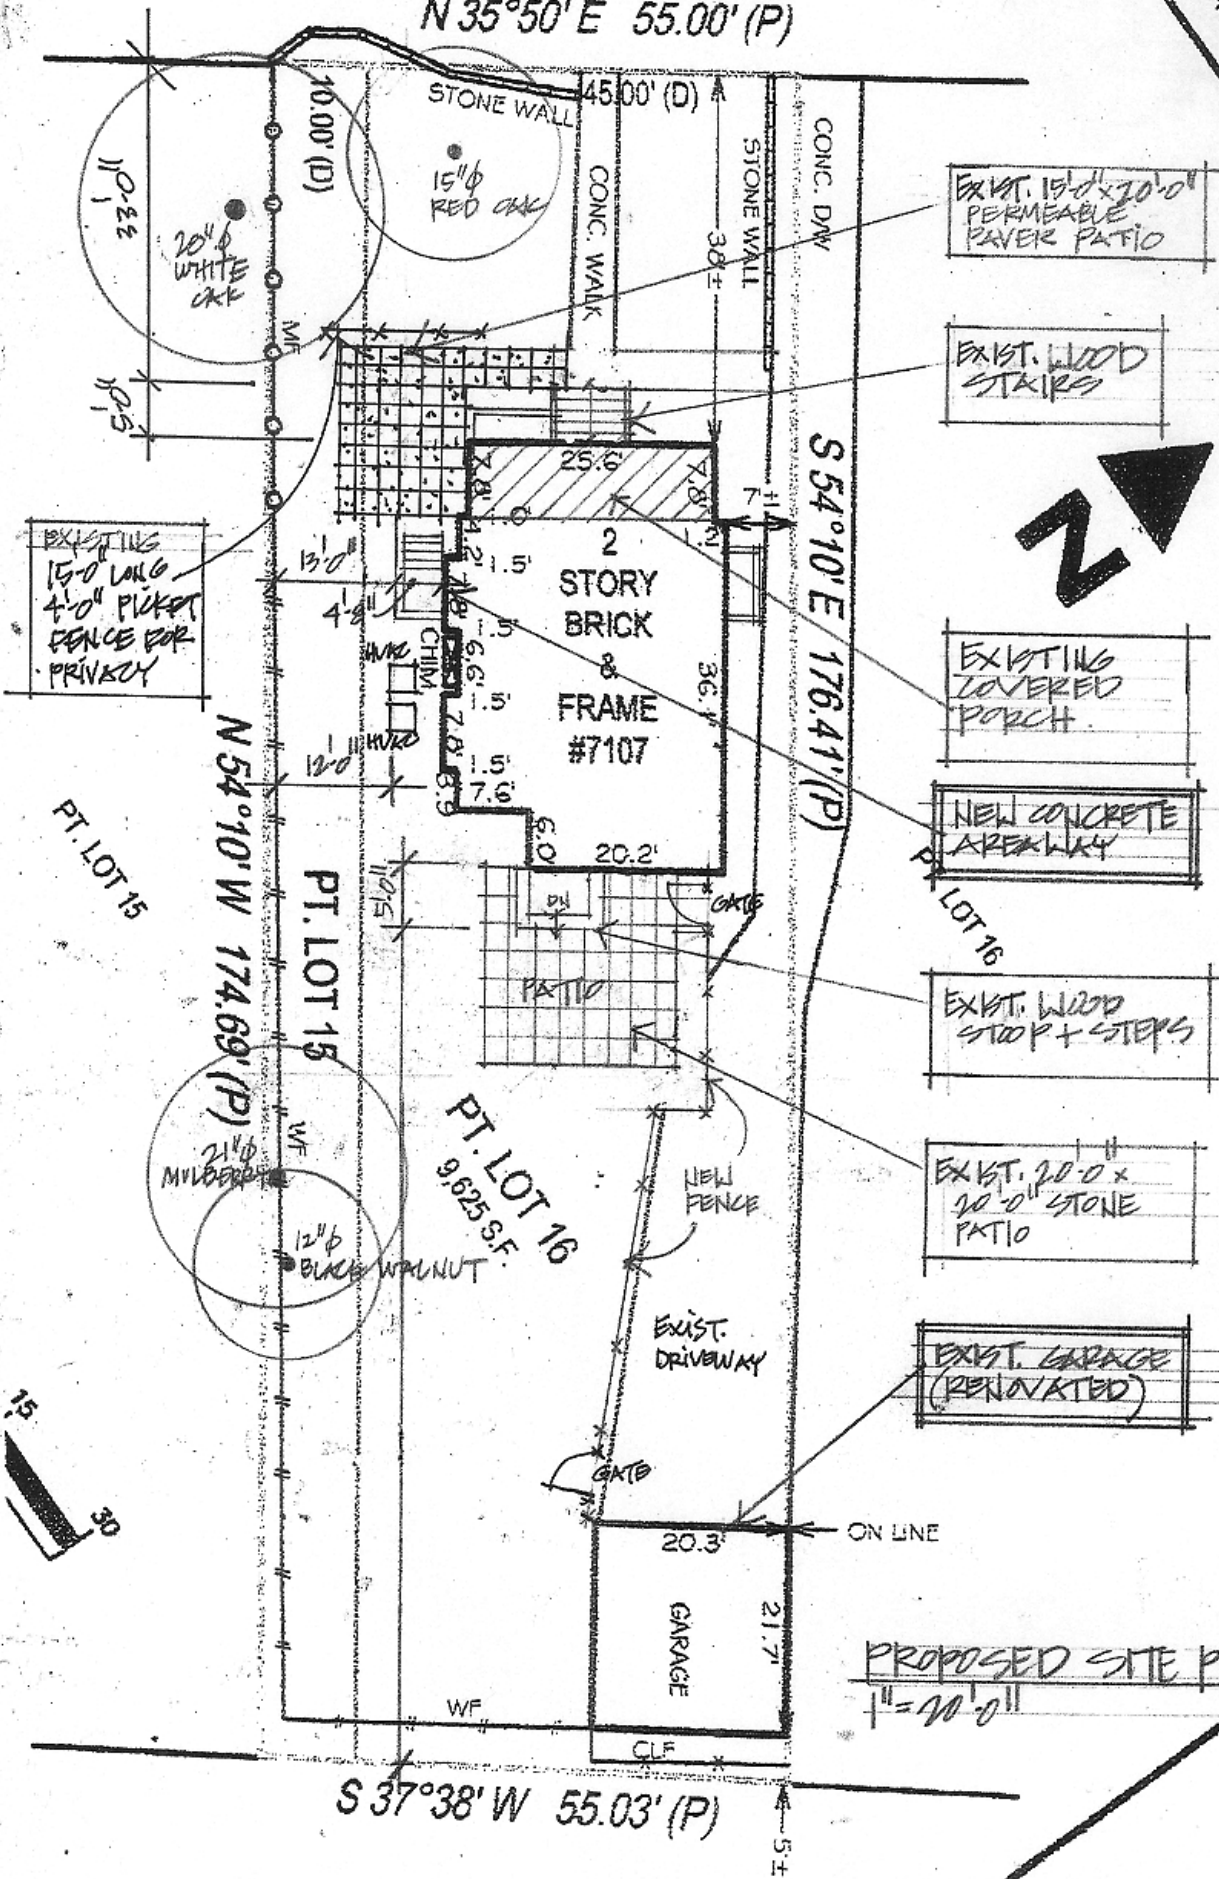 N 35°50' E 55.00' (P)
10.00' (D)
STONE WALL
45.00' (D)
33'-0"
20"φ
WHITE
OAK
15"φ
RED OAK
CONC. WALK
38'±
STONE WALL
CONC. D/W
EXIST. 15'-0"x20'-0"
PERMEABLE
PAVER PATIO
MF
5'-0"
EXIST. WOOD
STAIRS
S 54°10' E 176.41' (P)
N
25.6'
7.8'
7.8'
7'±
EXISTING
15'-0" LONG
4'-0" PICKET
FENCE FOR
PRIVACY
13'-0"
4'-8"
4.2'
1.5'
7.8'
1.5'
6.6'
1.5'
7.8'
1.5'
7.6'
3.9
6.0'
20.2'
2
STORY
BRICK
&
FRAME
#7107
CHIM
HVAC
HVAC
12'-0"
EXISTING
COVERED
PORCH
NEW CONCRETE
AREAWAY
LOT 16
PT. LOT 15
N 54°10' W 174.69' (P)
PT. LOT 15
DN
GATE
PATIO
EXIST. WOOD
STOOP + STEPS
EXIST. 20'-0" x
20'-0" STONE
PATIO
21"φ
MULBERRY
WF
12"φ
BLACK WALNUT
PT. LOT 16
9,625 S.F.
NEW
FENCE
EXIST.
DRIVEWAY
EXIST. GARAGE
(RENOVATED)
15
30
GATE
20.3'
ON LINE
GARAGE
21.7'
WF
CLF
PROPOSED SITE P
1"=20'-0"
S 37°38' W 55.03' (P)
5'±